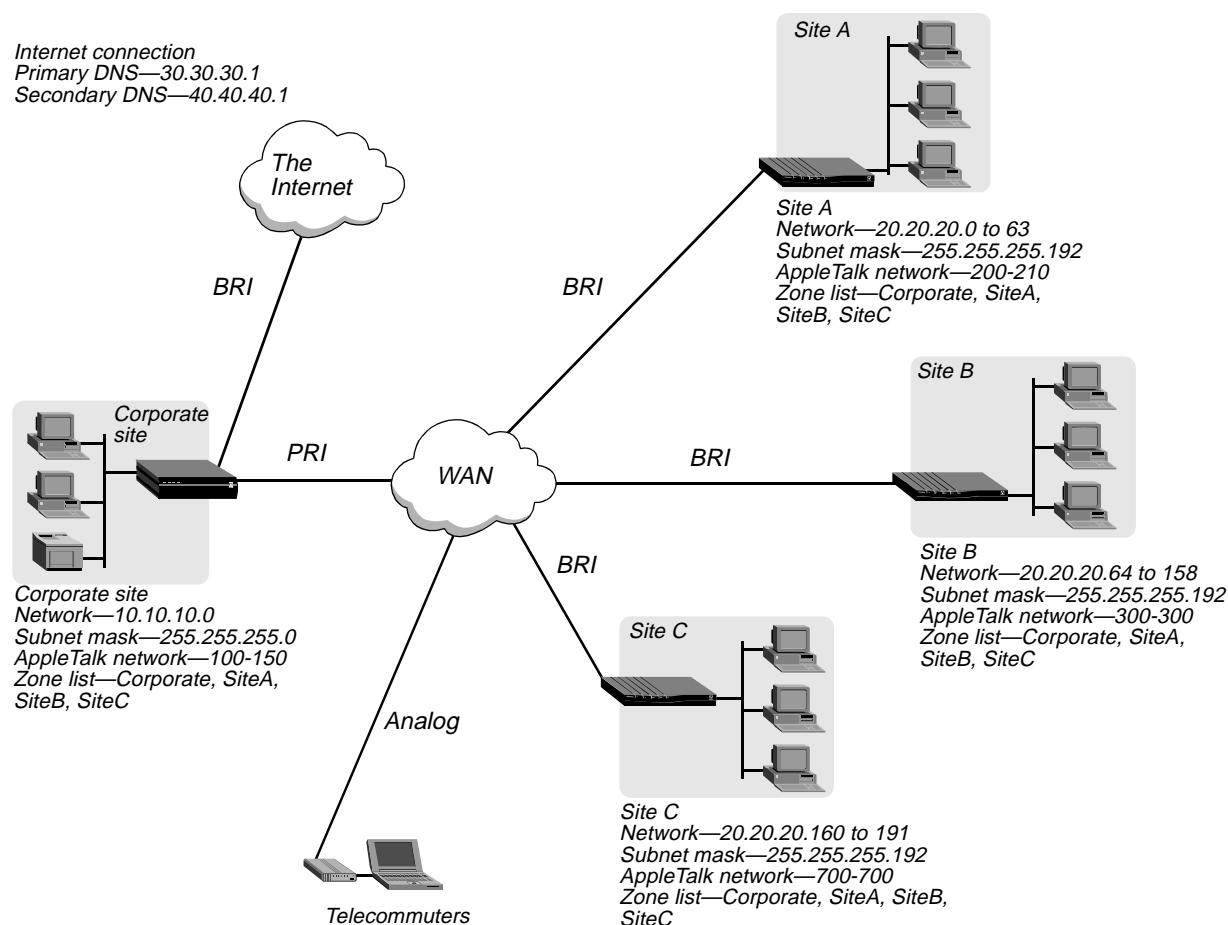 Internet connection
Primary DNS—30.30.30.1
Secondary DNS—40.40.40.1
The
Internet
BRI
Site A
Site A
Network—20.20.20.0 to 63
Subnet mask—255.255.255.192
AppleTalk network—200-210
Zone list—Corporate, SiteA,
SiteB, SiteC
BRI
Corporate
site
PRI
WAN
BRI
Site B
Site B
Network—20.20.20.64 to 158
Subnet mask—255.255.255.192
AppleTalk network—300-300
Zone list—Corporate, SiteA,
SiteB, SiteC
Corporate site
Network—10.10.10.0
Subnet mask—255.255.255.0
AppleTalk network—100-150
Zone list—Corporate, SiteA,
SiteB, SiteC
BRI
Site C
Site C
Network—20.20.20.160 to 191
Subnet mask—255.255.255.192
AppleTalk network—700-700
Zone list—Corporate, SiteA, SiteB,
SiteC
Analog
Telecommuters